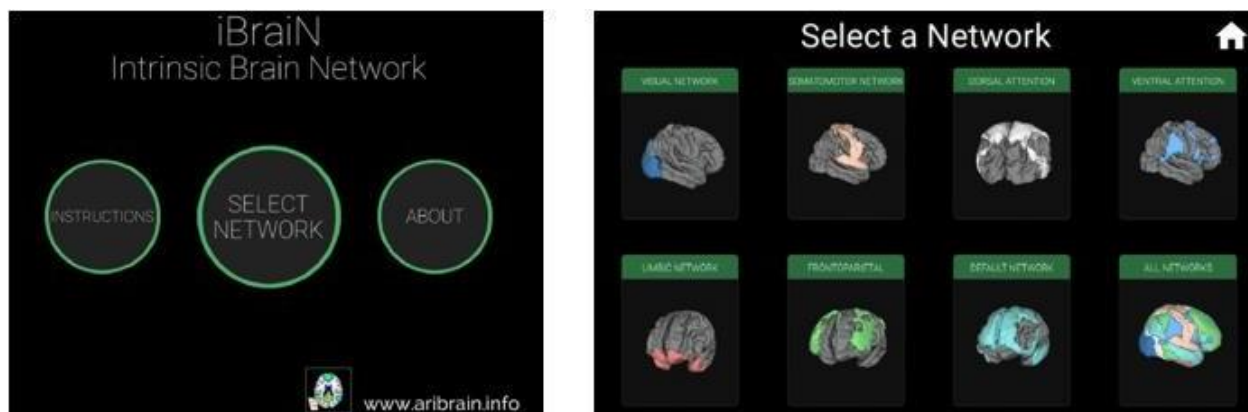 iBraiN
Intrinsic Brain Network
INSTRUCTIONS
SELECT
NETWORK
ABOUT
www.aribrain.info
Select a Network
VISUAL NETWORK
SOMATOMOTOR NETWORK
DORSAL ATTENTION
VENTRAL ATTENTION
LIMBIC NETWORK
FRONTOPARIETAL
DEFAULT NETWORK
ALL NETWORKS